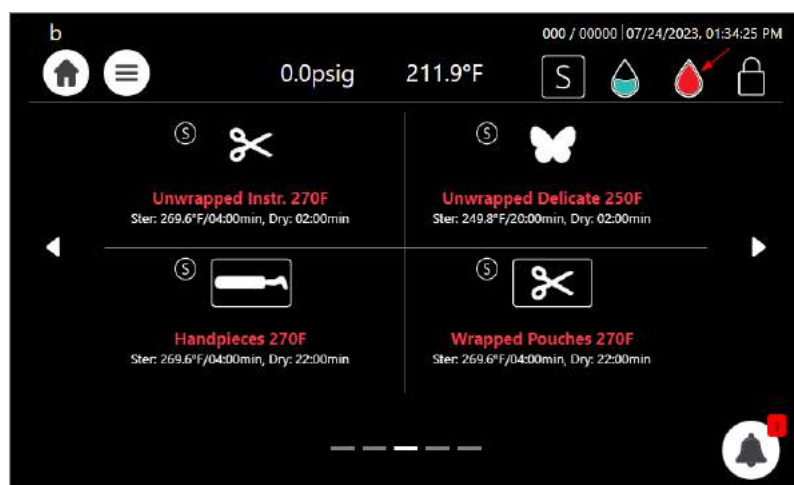 b
000 / 00000 07/24/2023, 01:34:25 PM
0.0psig 211.9°F S
S S
Unwrapped Instr. 270F Unwrapped Delicate 250F
Ster: 269.6°F/04:00min, Dry: 02:00min Ster: 249.8°F/20:00min, Dry: 02:00min
S S
Handpieces 270F Wrapped Pouches 270F
Ster: 269.6°F/04:00min, Dry: 22:00min Ster: 269.6°F/04:00min, Dry: 22:00min